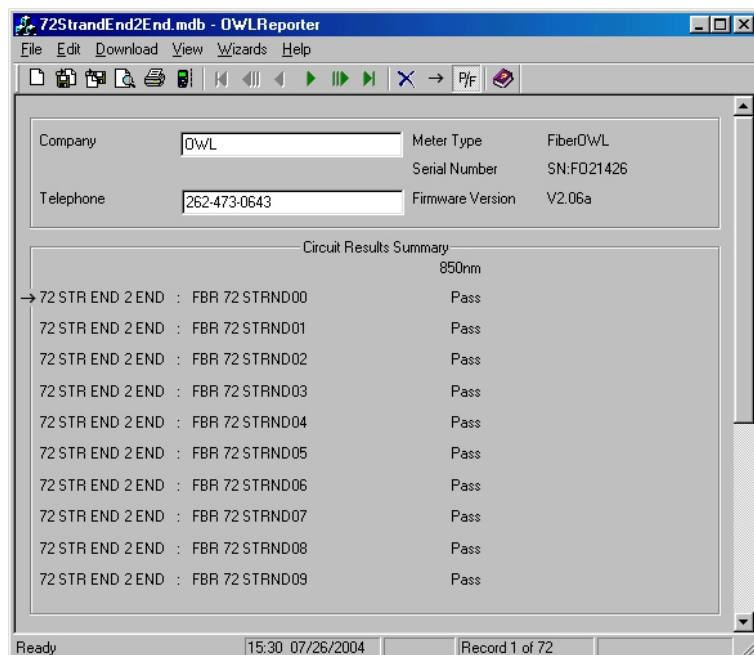 72StrandEnd2End.mdb - OWLReporter
File Edit Download View Wizards Help
P/F
Company OWL Meter Type FiberOWL
Serial Number SN:FO21426
Telephone 262-473-0643 Firmware Version V2.06a
Circuit Results Summary
850nm
72 STR END 2 END : FBR 72 STRND00 Pass
72 STR END 2 END : FBR 72 STRND01 Pass
72 STR END 2 END : FBR 72 STRND02 Pass
72 STR END 2 END : FBR 72 STRND03 Pass
72 STR END 2 END : FBR 72 STRND04 Pass
72 STR END 2 END : FBR 72 STRND05 Pass
72 STR END 2 END : FBR 72 STRND06 Pass
72 STR END 2 END : FBR 72 STRND07 Pass
72 STR END 2 END : FBR 72 STRND08 Pass
72 STR END 2 END : FBR 72 STRND09 Pass
Ready 15:30 07/26/2004 Record 1 of 72